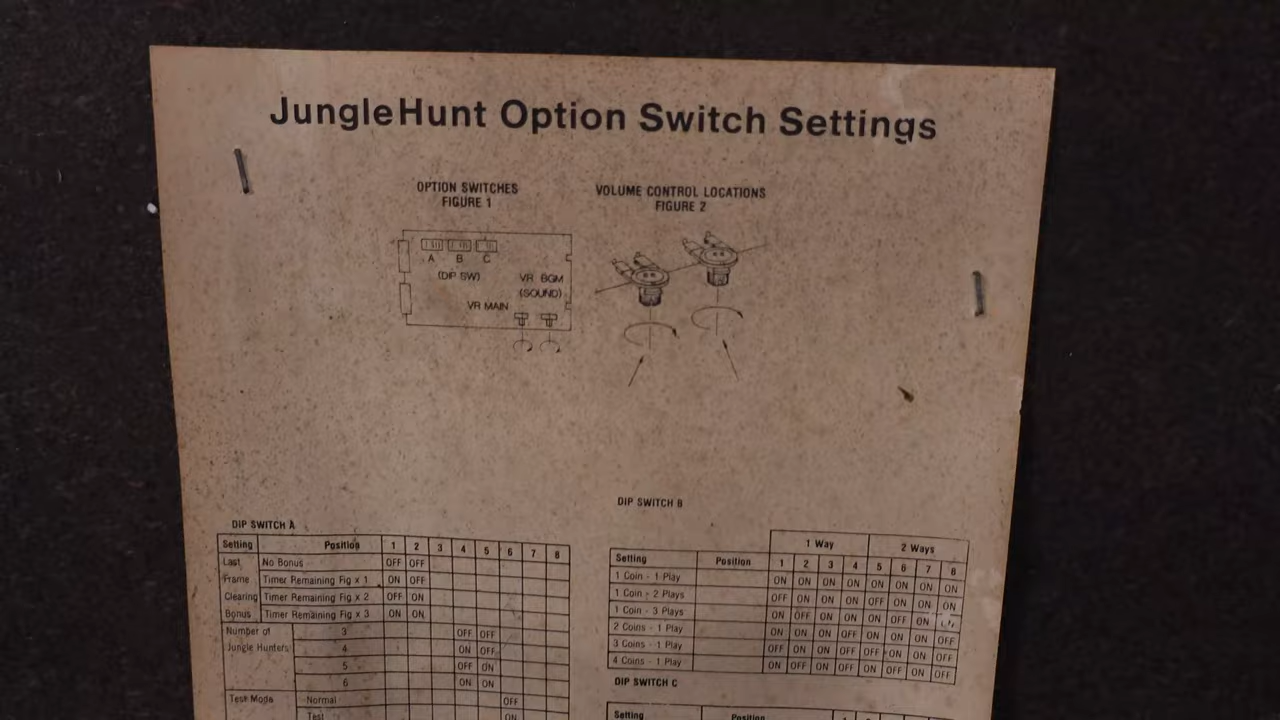 Jungle Hunt Option Switch Settings
OPTION SWITCHES
FIGURE 1
VOLUME CONTROL LOCATIONS
FIGURE 2
A B C
(DIP SW)
VR BGM
(SOUND)
VR MAIN
DIP SWITCH A
Setting Position 1 2 3 4 5 6 7 8
Last No Bonus OFF OFF
Frame Timer Remaining Fig x 1 ON OFF
Clearing Timer Remaining Fig x 2 OFF ON
Bonus Timer Remaining Fig x 3 ON ON
Number of 3 OFF OFF
Jungle Hunters 4 ON OFF
5 OFF ON
6 ON ON
Test Mode Normal OFF
Test ON
DIP SWITCH B
1 Way 2 Ways
Setting Position 1 2 3 4 5 6 7 8
1 Coin - 1 Play ON ON ON ON ON ON ON ON
1 Coin - 2 Plays OFF ON ON ON OFF ON ON ON
1 Coin - 3 Plays ON OFF ON ON ON OFF ON
2 Coins - 1 Play ON ON ON OFF ON ON ON OFF
3 Coins - 1 Play OFF ON ON OFF OFF ON ON OFF
4 Coins - 1 Play ON OFF ON OFF ON OFF ON OFF
DIP SWITCH C
Setting Position